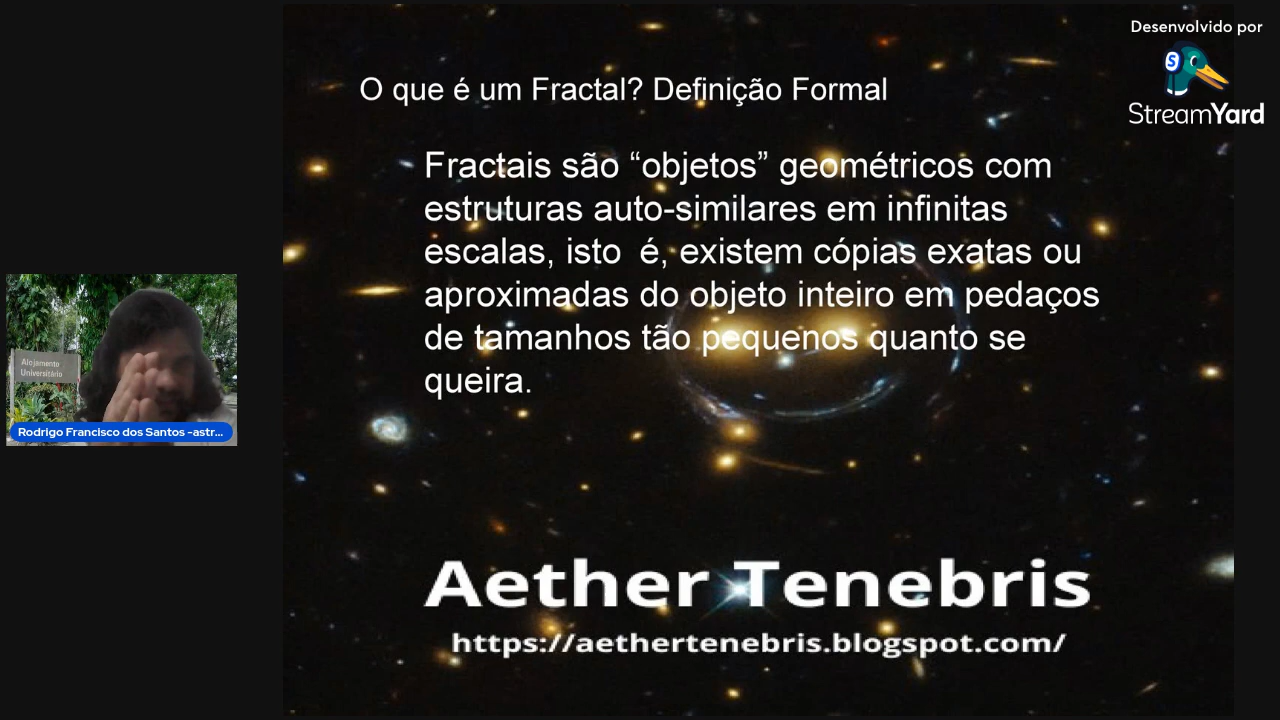 Desenvolvido por
StreamYard
O que é um Fractal? Definição Formal
Fractais são “objetos” geométricos com
estruturas auto-similares em infinitas
escalas, isto  é, existem cópias exatas ou
aproximadas do objeto inteiro em pedaços
de tamanhos tão pequenos quanto se
queira.
Alojamento
Universitário
Rodrigo Francisco dos Santos -astr...
Aether Tenebris
https://aethertenebris.blogspot.com/